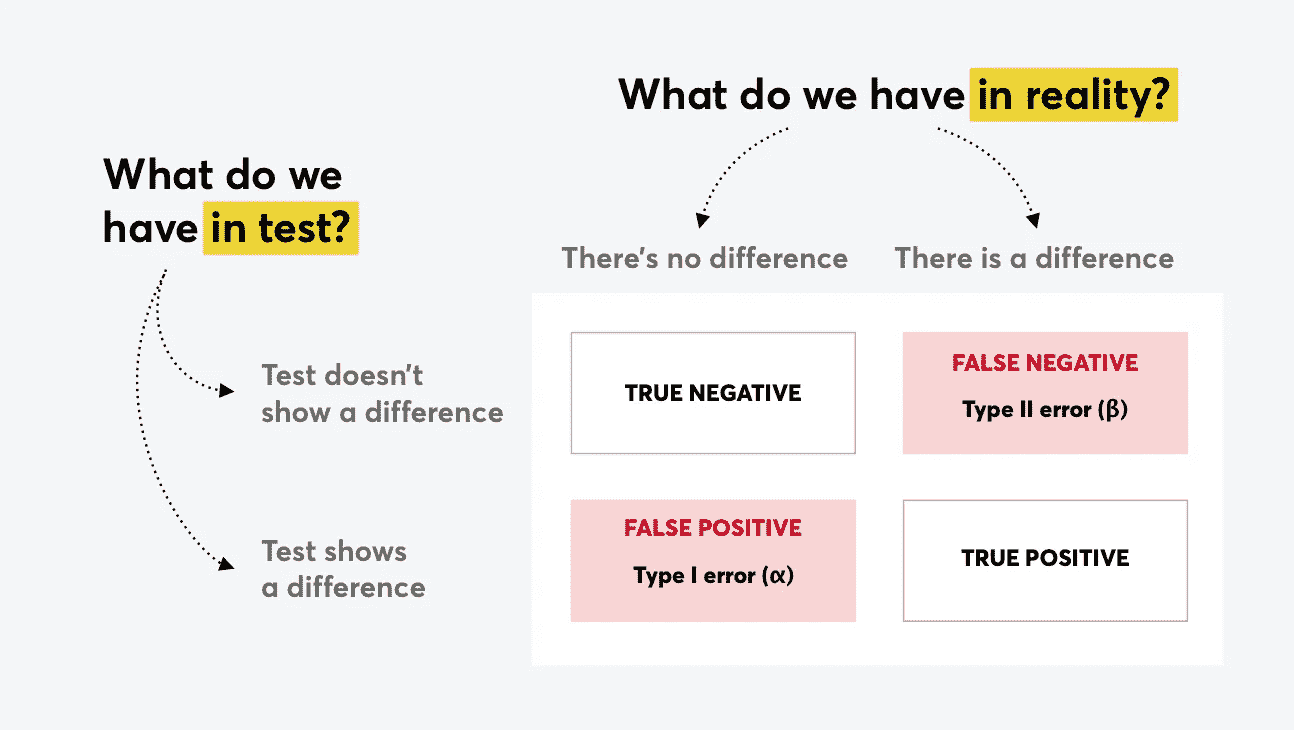 What do we have in reality?
What do we
have in test?
There's no difference
There is a difference
Test doesn't
show a difference
TRUE NEGATIVE
FALSE NEGATIVE
Type II error (β)
Test shows
a difference
FALSE POSITIVE
Type I error (α)
TRUE POSITIVE